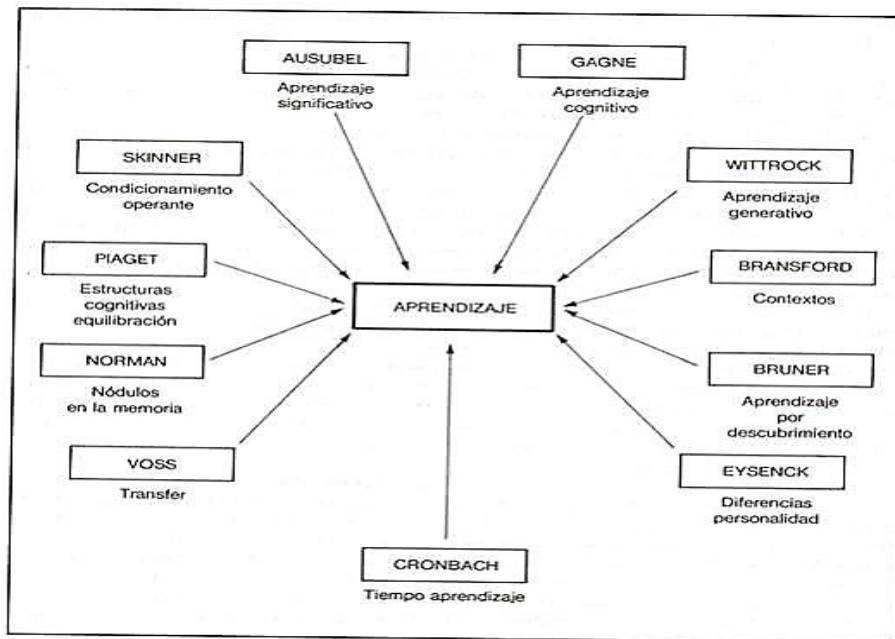 AUSUBEL
Aprendizaje
significativo
GAGNE
Aprendizaje
cognitivo
SKINNER
Condicionamiento
operante
WITTROCK
Aprendizaje
generativo
PIAGET
Estructuras
cognitivas
equilibración
BRANSFORD
Contextos
APRENDIZAJE
NORMAN
Nódulos
en la memoria
BRUNER
Aprendizaje
por
descubrimiento
VOSS
Transfer
EYSENCK
Diferencias
personalidad
CRONBACH
Tiempo aprendizaje